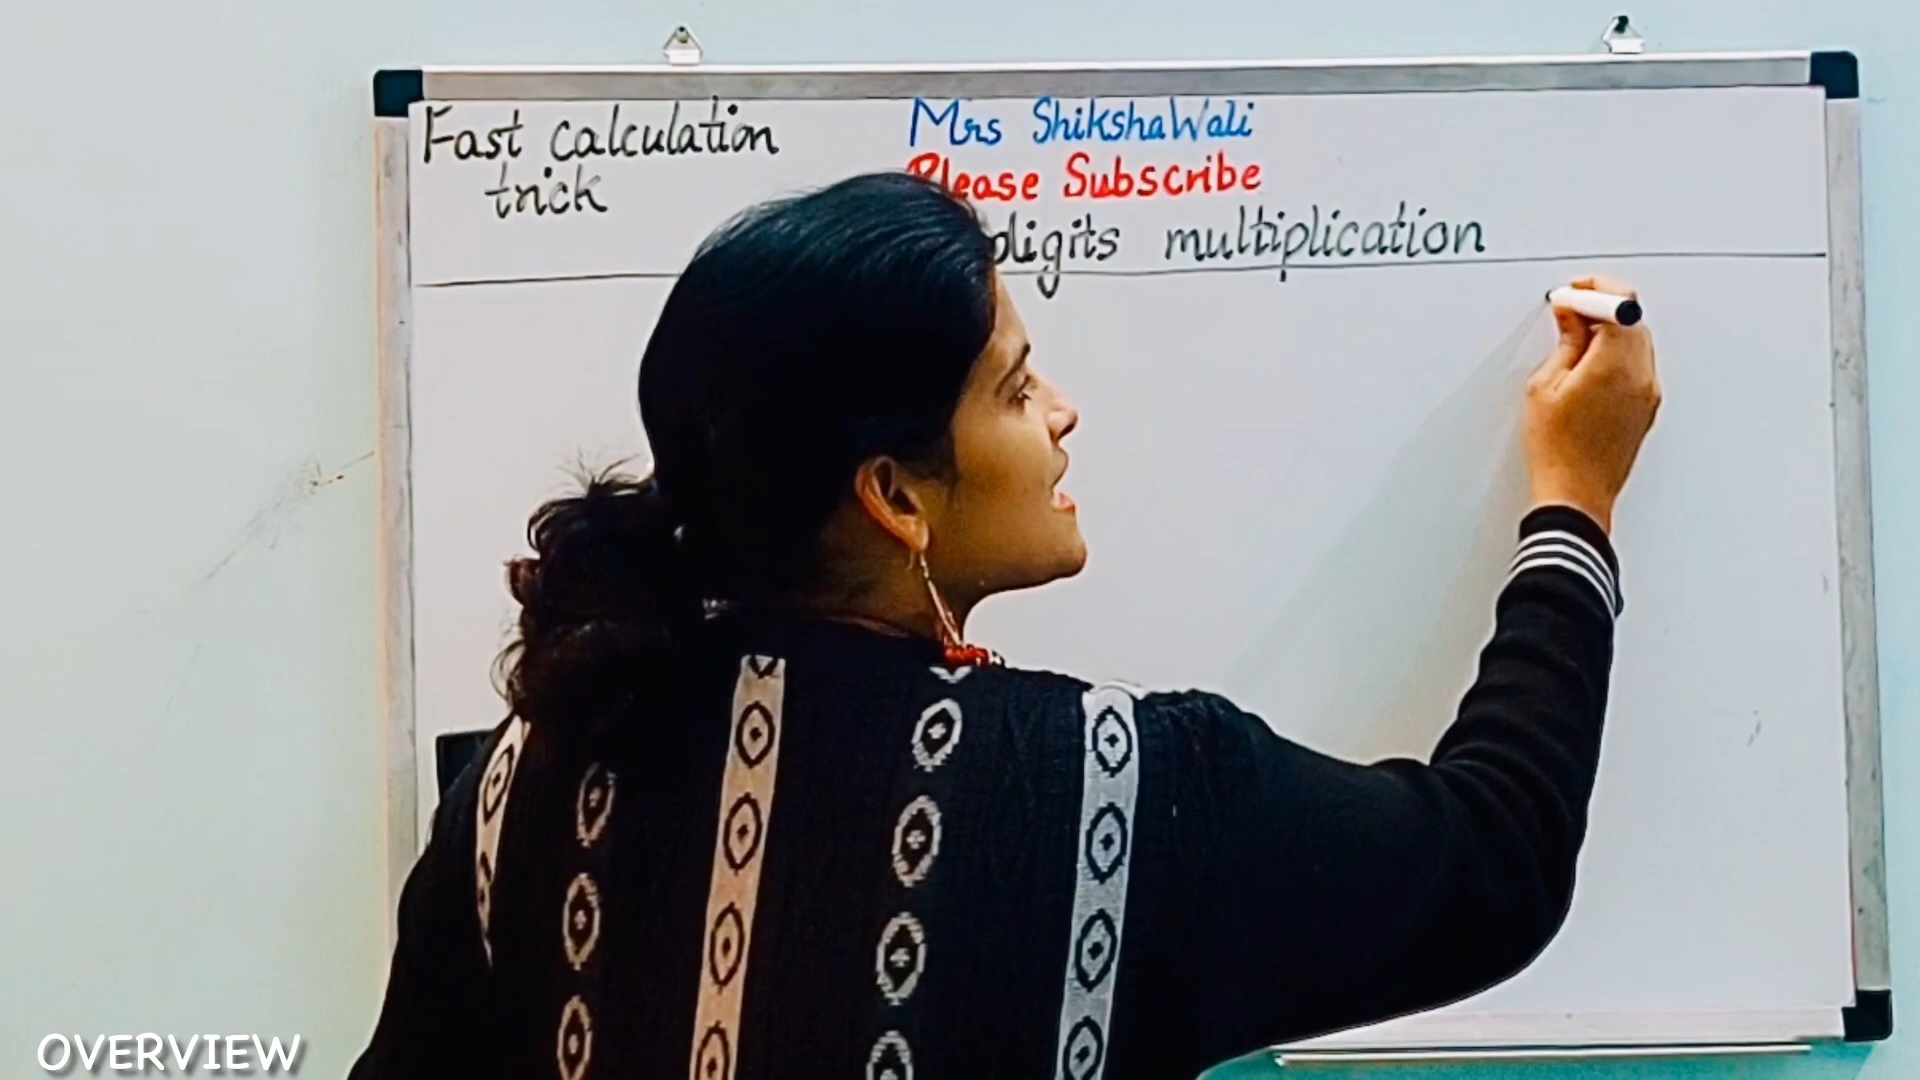 Fast calculation
trick
Mrs ShikshaWali
Please Subscribe
digits multiplication
OVERVIEW